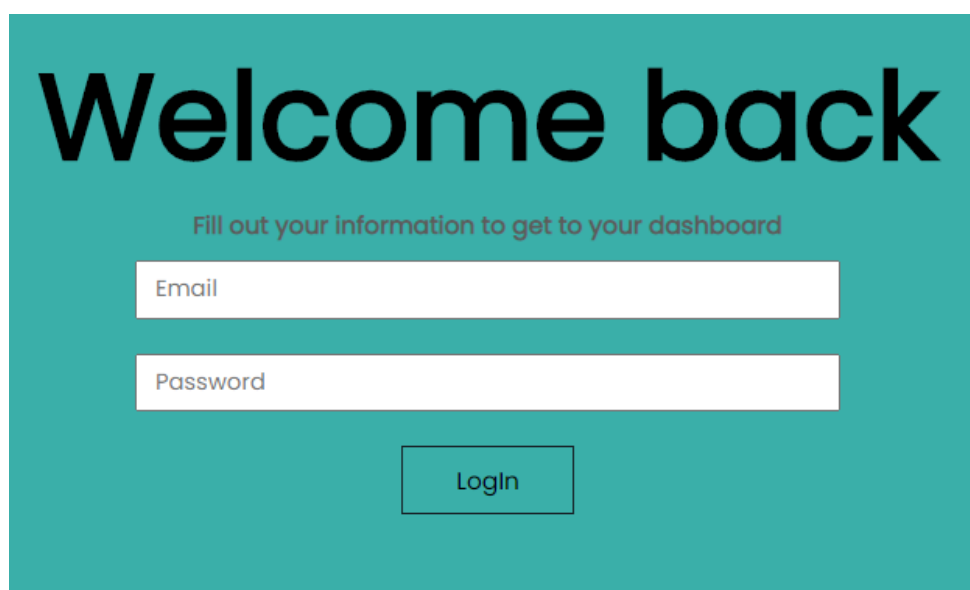 Welcome back
Fill out your information to get to your dashboard
Email
Password
LogIn